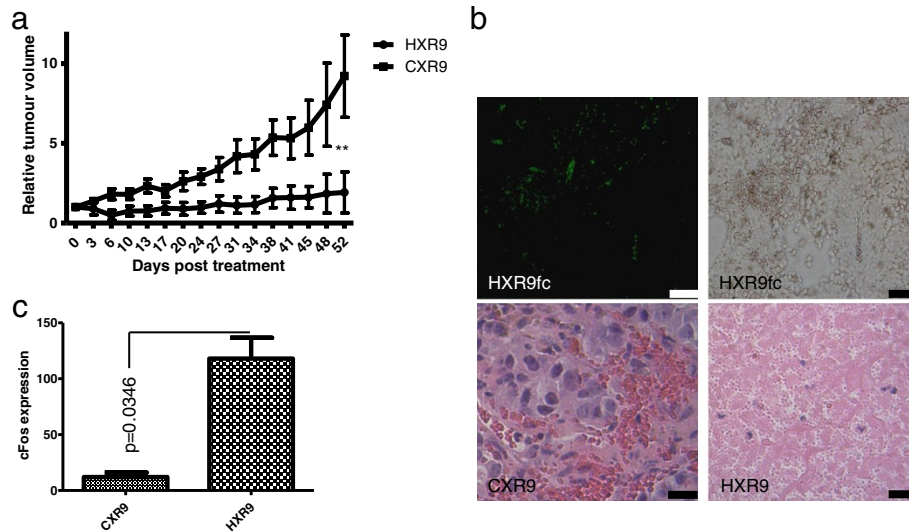 a
Relative tumour volume
10
5
0
0 3 6 10 13 17 20 24 27 31 34 38 41 45 48 52
Days post treatment
**
HXR9
CXR9
b
HXR9fc
HXR9fc
CXR9
HXR9
c
cFos expression
150
100
50
0
p=0.0346
CXR9
HXR9